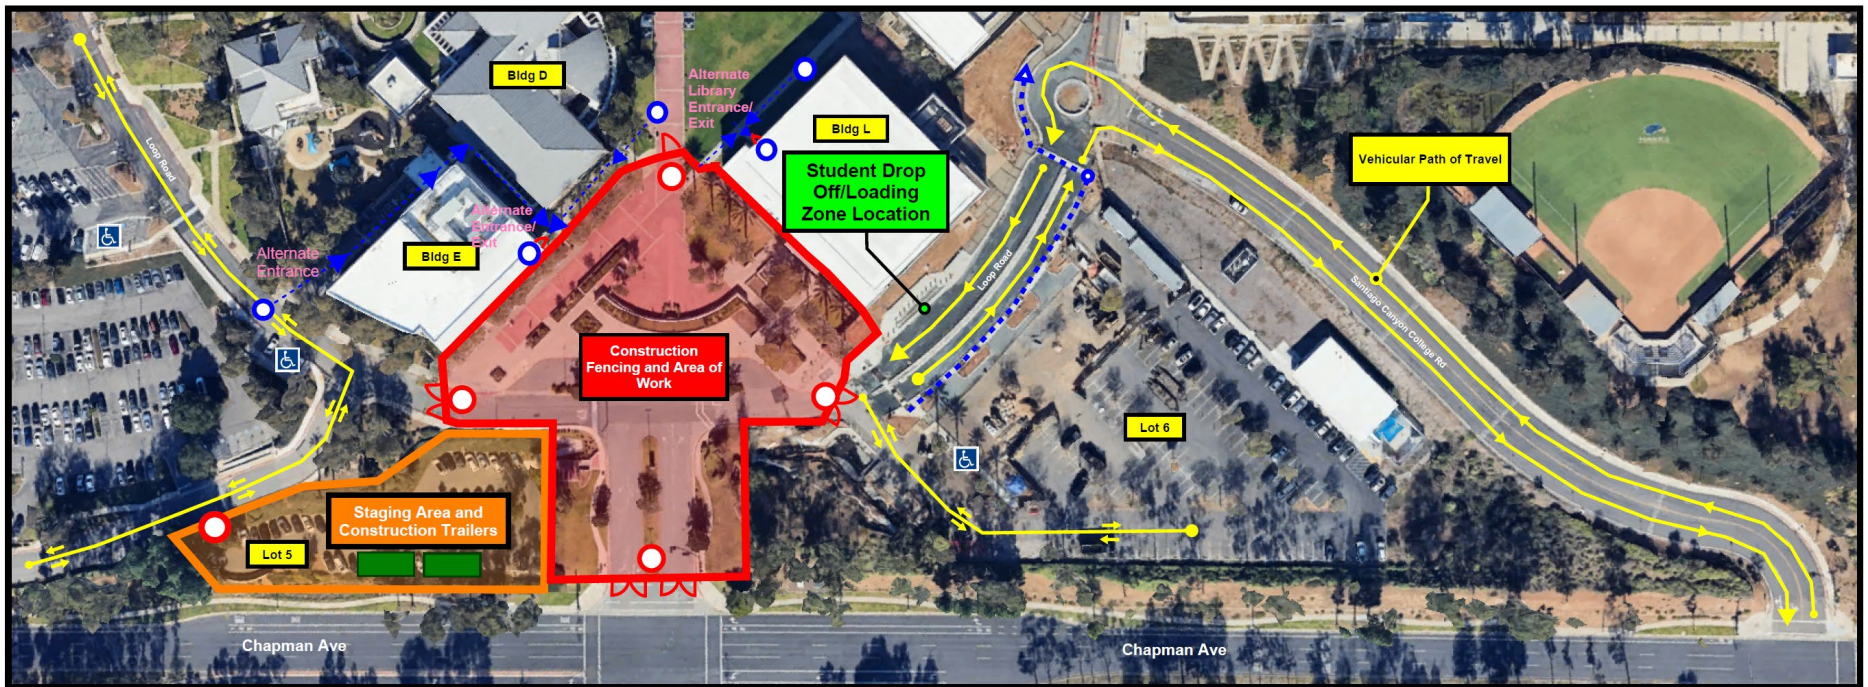 Bldg D
Alternate
Library
Entrance/
Exit
Bldg L
Student Drop
Off/Loading
Zone Location
Vehicular Path of Travel
Loop Road
Alternate
Entrance/
Exit
Alternate
Entrance
Bldg E
Loop Road
Santiago Canyon College Rd
Construction
Fencing and Area of
Work
Lot 6
Staging Area and
Construction Trailers
Lot 5
Chapman Ave
Chapman Ave